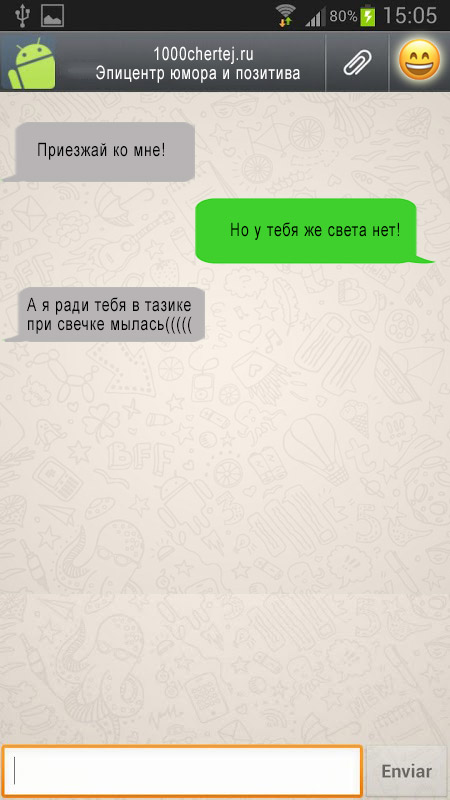 80% 15:05
1000chertej.ru
Эпицентр юмора и позитива
Приезжай ко мне!
Но у тебя же света нет!
А я ради тебя в тазике
при свечке мылась(((((
BFF
Enviar